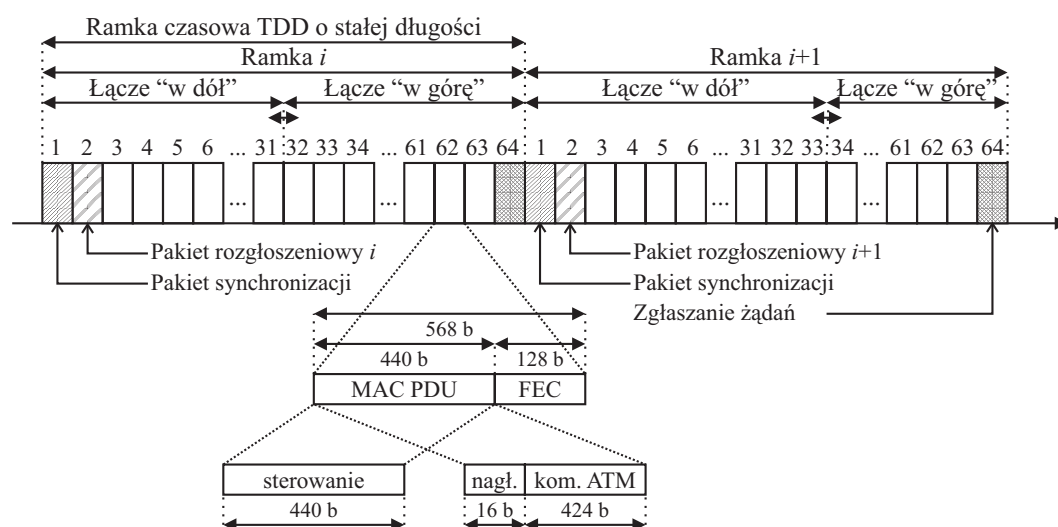 Ramka czasowa TDD o stałej długości
Ramka i Ramka i+1
Łącze “w dół” Łącze “w górę” Łącze “w dół” Łącze “w górę”
1 2 3 4 5 6 ... 31 32 33 34 ... 61 62 63 64 1 2 3 4 5 6 ... 31 32 33 34 ... 61 62 63 64
... ... ... ...
Pakiet rozgłoszeniowy i Pakiet rozgłoszeniowy i+1
Pakiet synchronizacji Pakiet synchronizacji
Zgłaszanie żądań
568 b
440 b 128 b
MAC PDU FEC
sterowanie nagł. kom. ATM
440 b 16 b 424 b